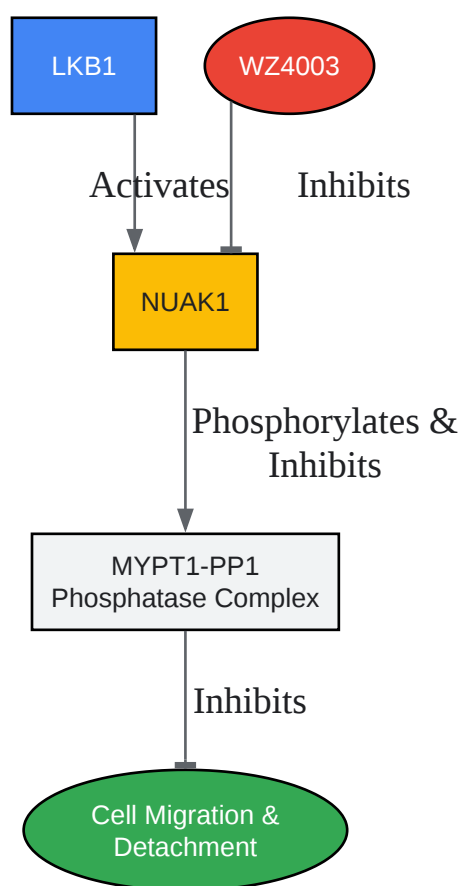 LKB1
WZ4003
Activates
Inhibits
NUAK1
Phosphorylates &
Inhibits
MYPT1-PP1
Phosphatase Complex
Inhibits
Cell Migration &
Detachment